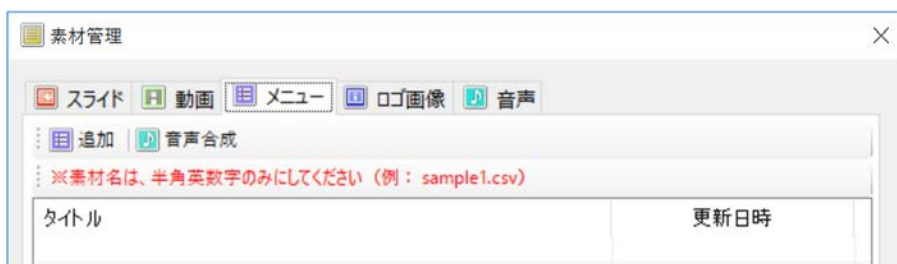 素材管理
スライド 動画 メニュー ロゴ画像 音声
追加 音声合成
※素材名は、半角英数字のみにしてください（例： sample1.csv）
タイトル 更新日時